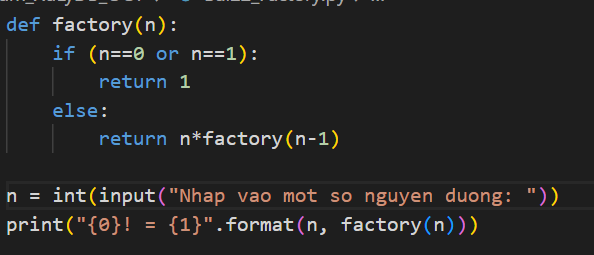 def factory(n):
    if (n==0 or n==1):
        return 1
    else:
        return n*factory(n-1)
n = int(input("Nhap vao mot so nguyen duong: "))
print("{0}! = {1}".format(n, factory(n)))